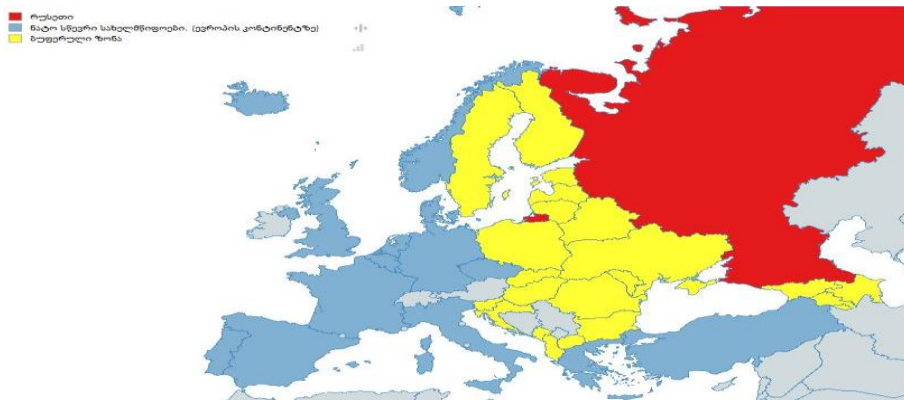 რუსეთი
ნატო სწევრი სახელმწიფოები. (ევროპის კონტინენტზე)
ბუფერული ზონა